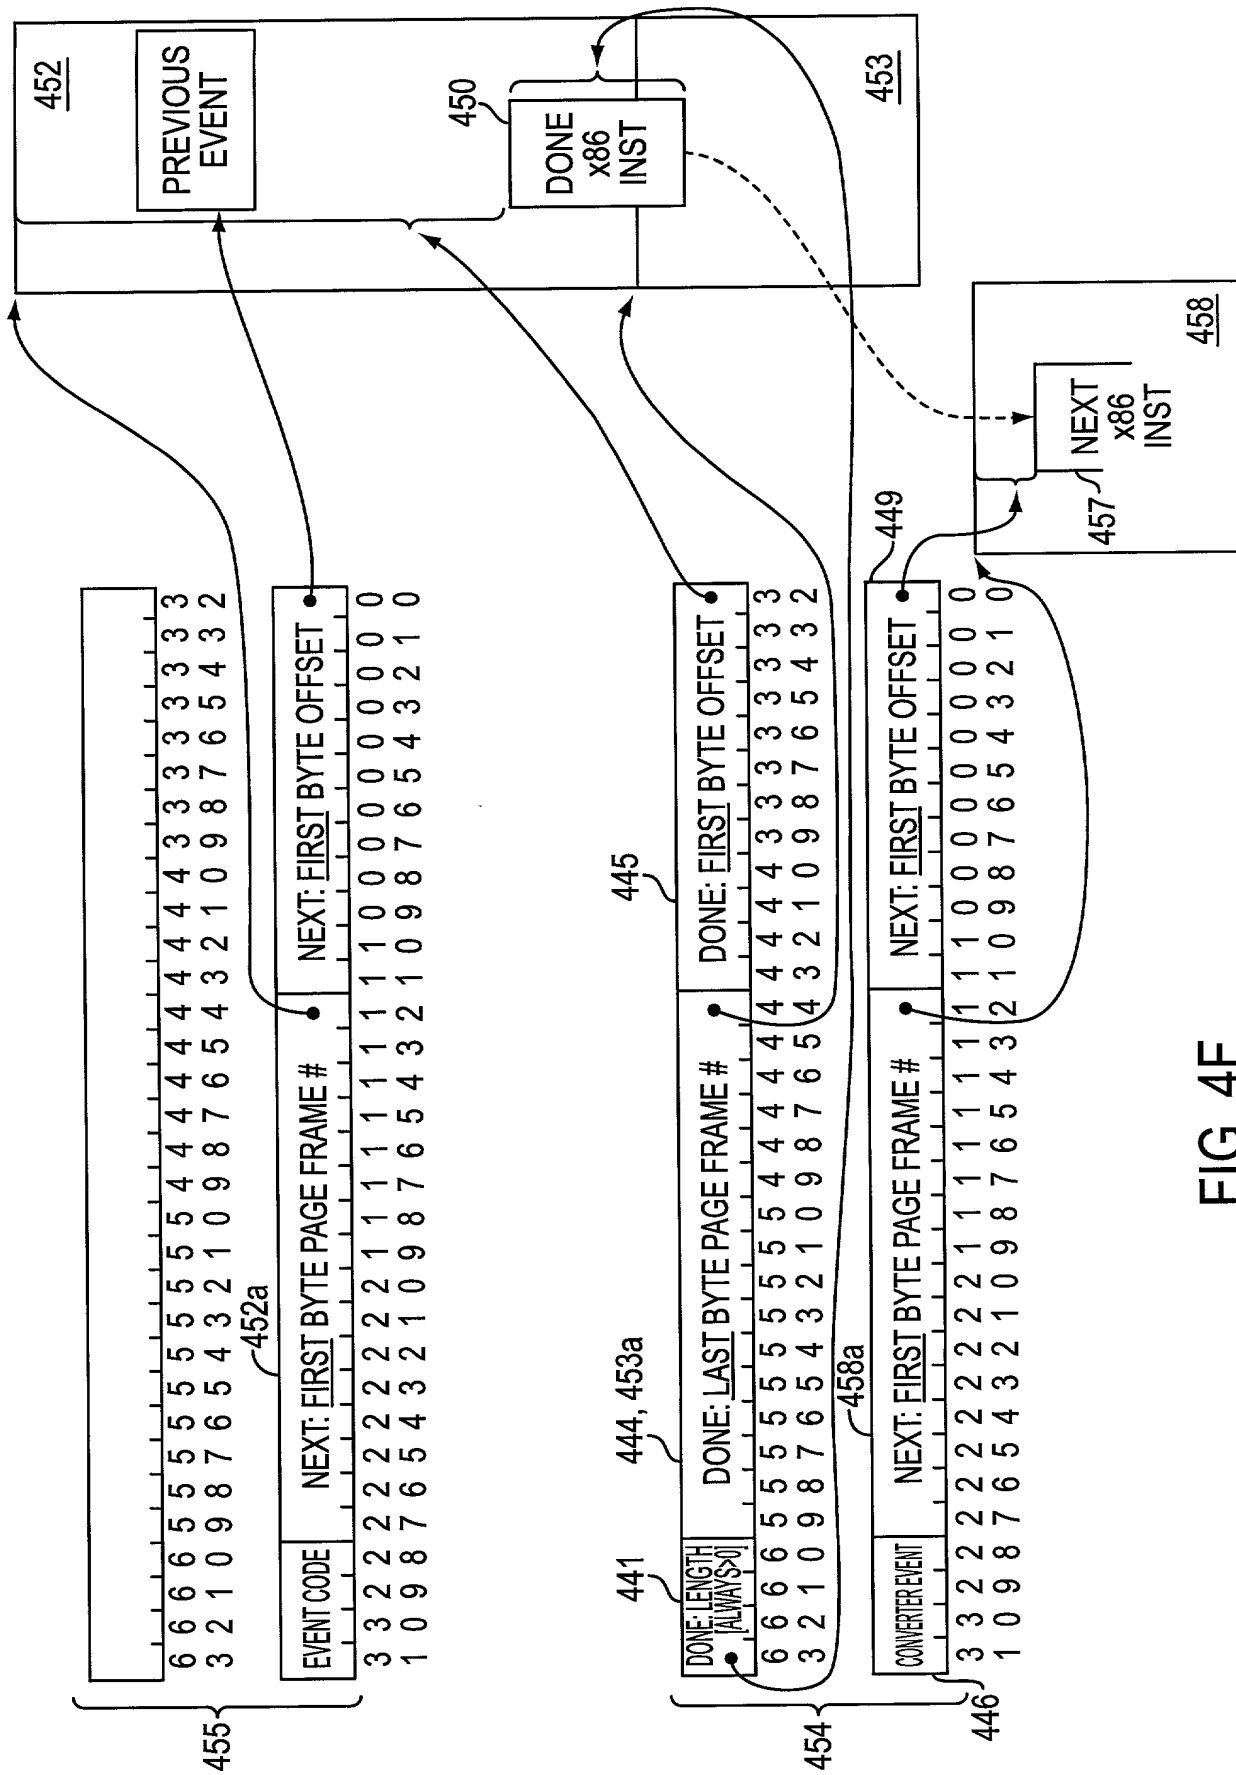 6 6 6 6 5 5 5 5 5 5 5 5 5 5 4 4 4 4 4 4 4 4 4 4 3 3 3 3 3 3 3 3
3 2 1 0 9 8 7 6 5 4 3 2 1 0 9 8 7 6 5 4 3 2 1 0 9 8 7 6 5 4 3 2
455
452a
EVENT CODE
NEXT: FIRST BYTE PAGE FRAME #
NEXT: FIRST BYTE OFFSET
3 3 2 2 2 2 2 2 2 2 2 2 1 1 1 1 1 1 1 1 1 1 0 0 0 0 0 0 0 0 0 0
1 0 9 8 7 6 5 4 3 2 1 0 9 8 7 6 5 4 3 2 1 0 9 8 7 6 5 4 3 2 1 0
452
PREVIOUS
EVENT
450
DONE
x86
INST
453
441
444, 453a
445
DONE: LENGTH
[ALWAYS>0]
DONE: LAST BYTE PAGE FRAME #
DONE: FIRST BYTE OFFSET
6 6 6 6 5 5 5 5 5 5 5 5 5 5 4 4 4 4 4 4 4 4 4 4 3 3 3 3 3 3 3 3
3 2 1 0 9 8 7 6 5 4 3 2 1 0 9 8 7 6 5 4 3 2 1 0 9 8 7 6 5 4 3 2
454
458a
449
CONVERTER EVENT
NEXT: FIRST BYTE PAGE FRAME #
NEXT: FIRST BYTE OFFSET
446
3 3 2 2 2 2 2 2 2 2 2 2 1 1 1 1 1 1 1 1 1 1 0 0 0 0 0 0 0 0 0 0
1 0 9 8 7 6 5 4 3 2 1 0 9 8 7 6 5 4 3 2 1 0 9 8 7 6 5 4 3 2 1 0
457
NEXT
x86
INST
458
FIG